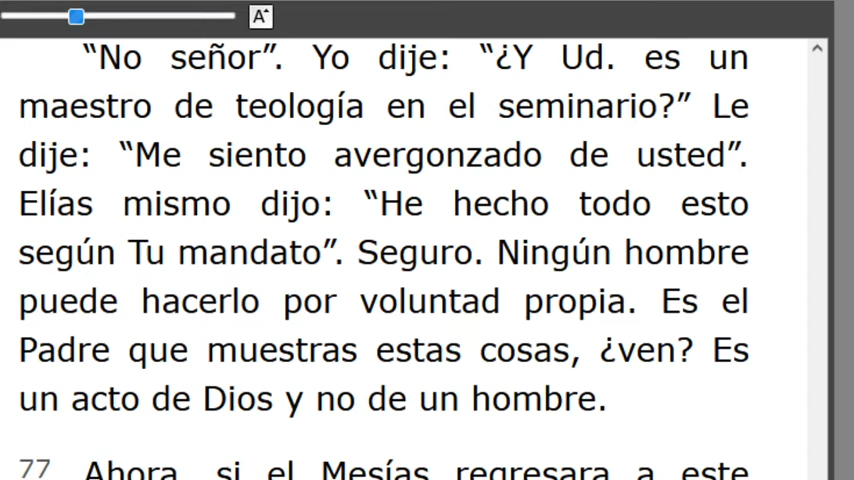 A
“No señor”. Yo dije: “¿Y Ud. es un
maestro de teología en el seminario?” Le
dije: “Me siento avergonzado de usted”.
Elías mismo dijo: “He hecho todo esto
según Tu mandato”. Seguro. Ningún hombre
puede hacerlo por voluntad propia. Es el
Padre que muestras estas cosas, ¿ven? Es
un acto de Dios y no de un hombre.
77 Ahora, si el Mesías regresara a este